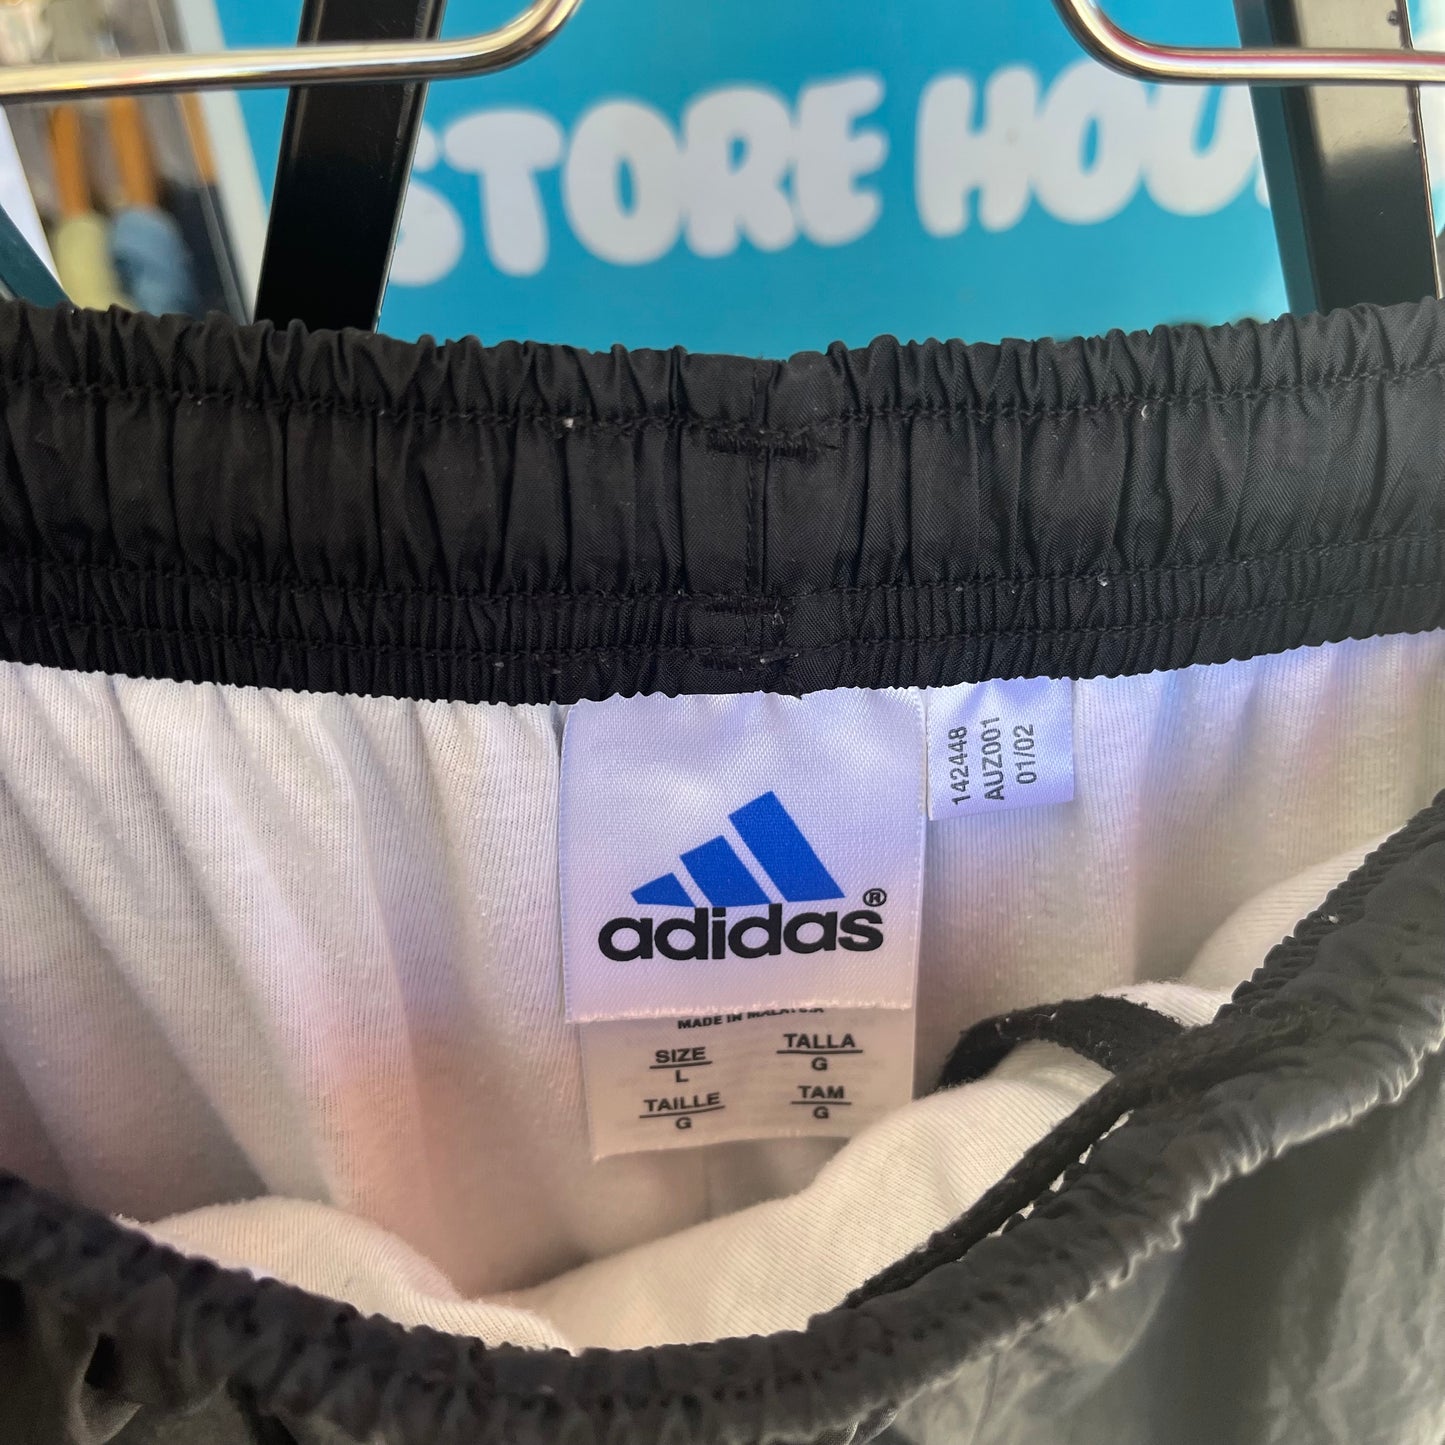 STORE HOU
142448
AUZ001
01/02
adidas®
MADE IN MALAYSIA
SIZE
L
TALLA
G
TAILLE
G
TAM
G